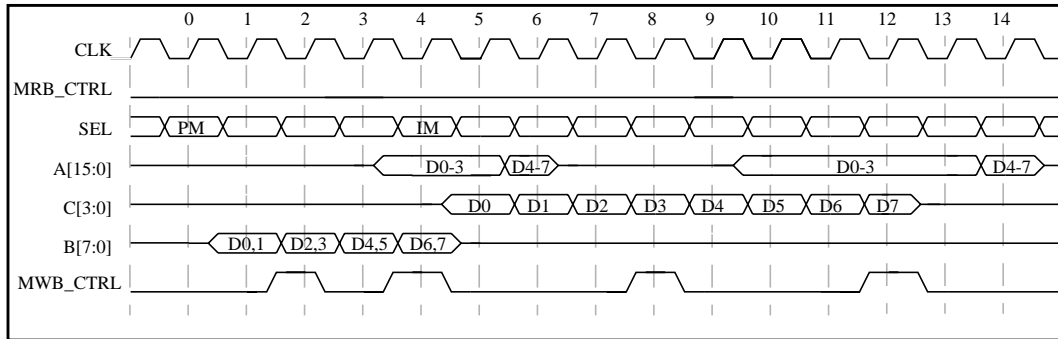 0 1 2 3 4 5 6 7 8 9 10 11 12 13 14
CLK
MRB_CTRL
SEL PM IM
A[15:0] D0-3 D4-7 D0-3 D4-7
C[3:0] D0 D1 D2 D3 D4 D5 D6 D7
B[7:0] D0,1 D2,3 D4,5 D6,7
MWB_CTRL